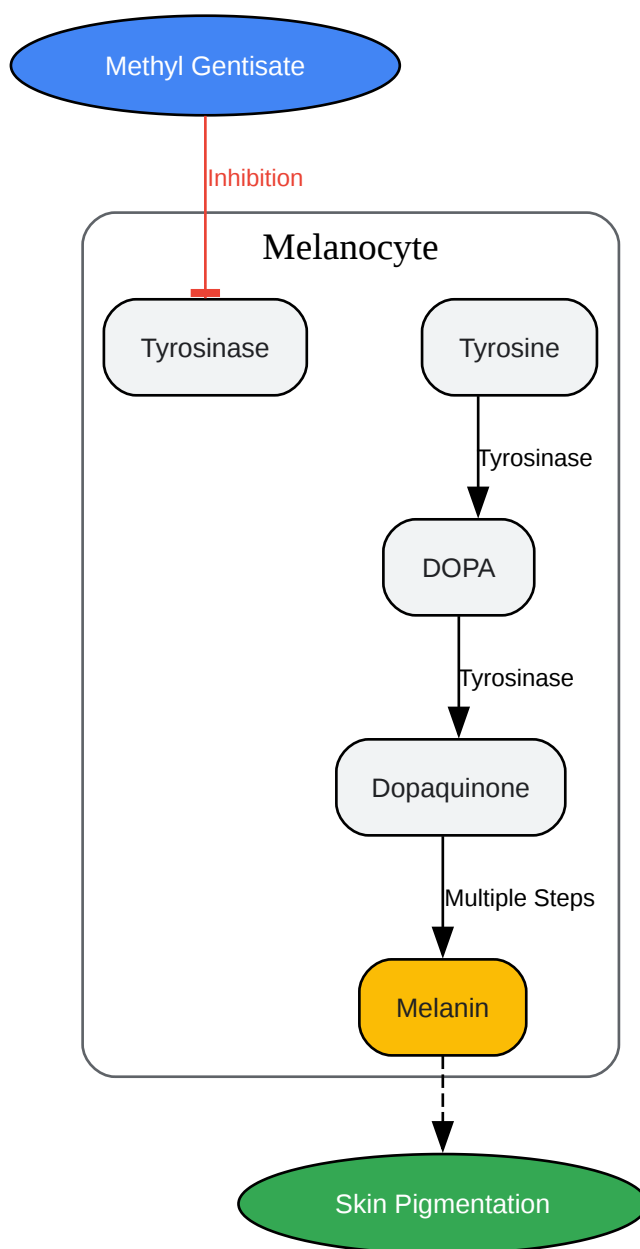 Methyl Gentisate
Inhibition
Melanocyte
Tyrosinase
Tyrosine
Tyrosinase
DOPA
Tyrosinase
Dopaquinone
Multiple Steps
Melanin
Skin Pigmentation